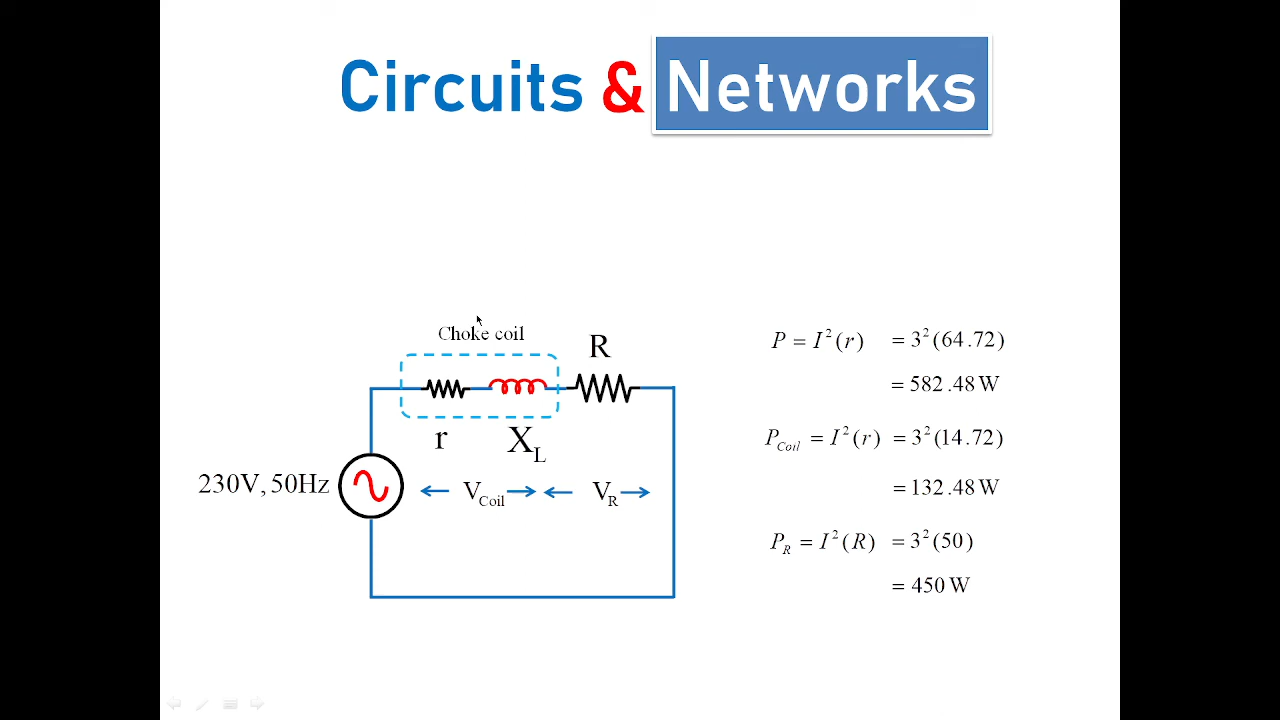 Circuits & Networks
Choke coil
R
r
X_L
230V, 50Hz
V_Coil
V_R
P = I²(r) = 3²(64.72)
= 582.48 W
P_Coil = I²(r) = 3²(14.72)
= 132.48 W
P_R = I²(R) = 3²(50)
= 450 W